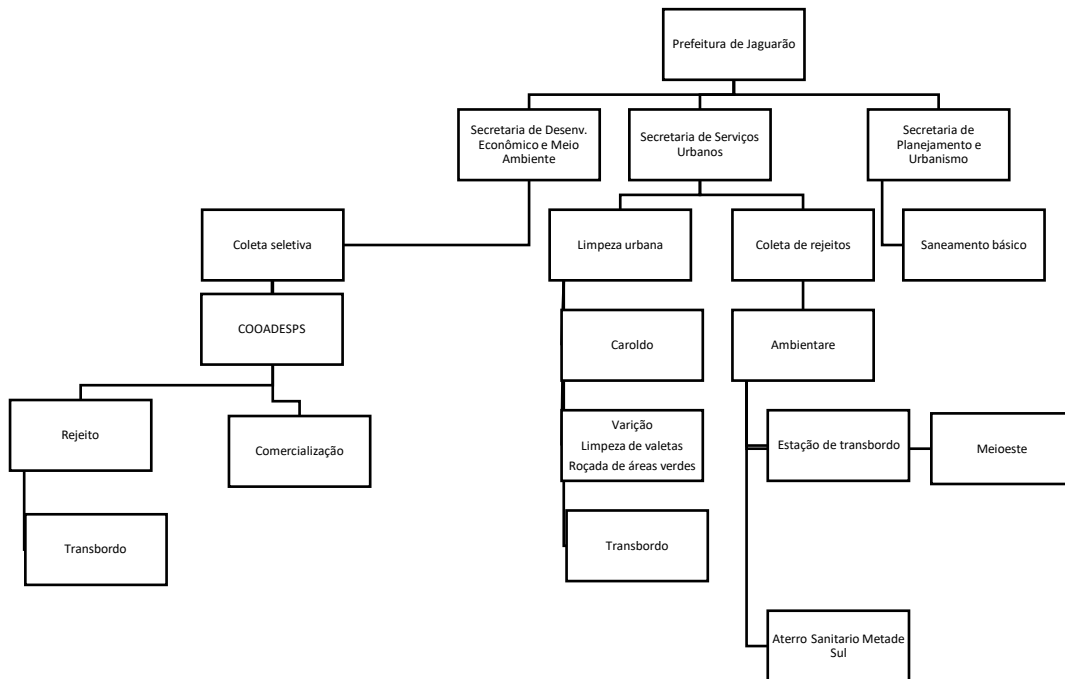 Prefeitura de Jaguarão
Secretaria de Desenv.
Econômico e Meio
Ambiente
Secretaria de Serviços
Urbanos
Secretaria de
Planejamento e
Urbanismo
Coleta seletiva
Limpeza urbana
Coleta de rejeitos
Saneamento básico
COOADESPS
Caroldo
Ambientare
Rejeito
Comercialização
Varição
Limpeza de valetas
Roçada de áreas verdes
Estação de transbordo
Meioeste
Transbordo
Transbordo
Aterro Sanitario Metade
Sul